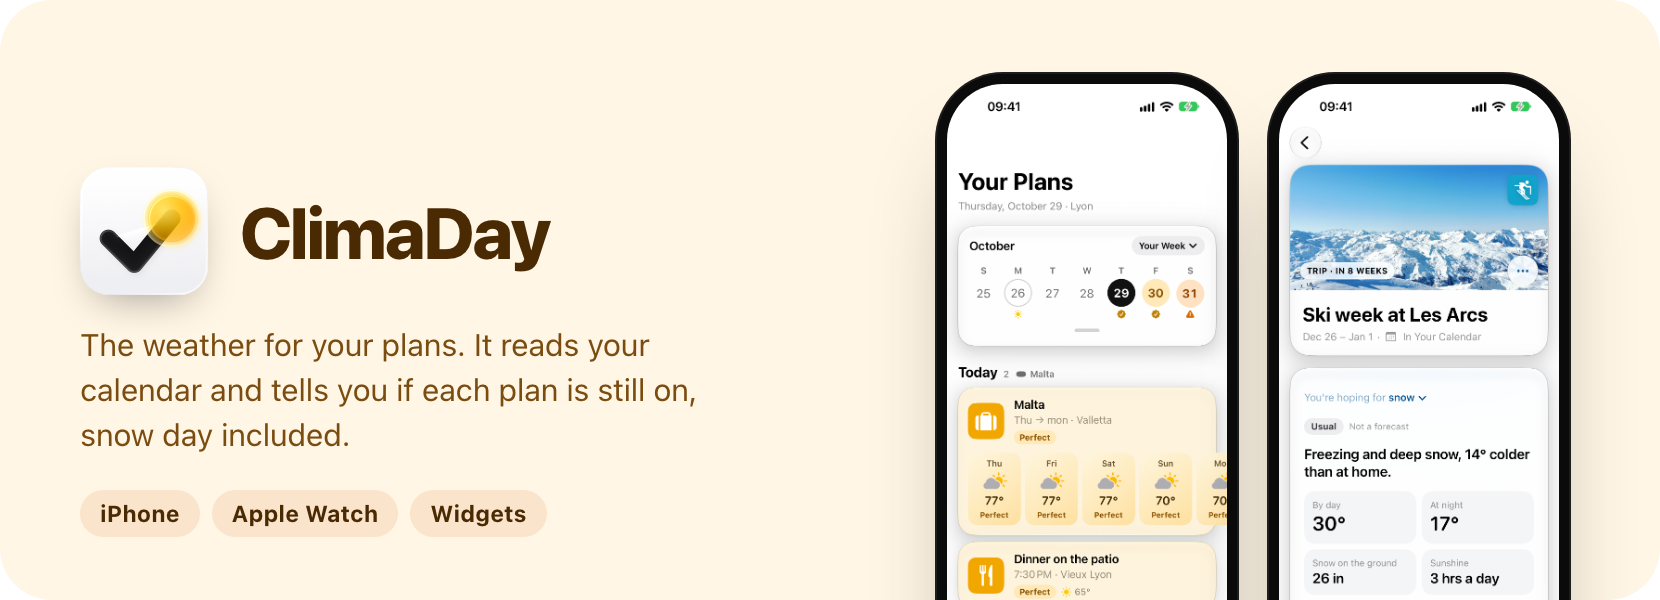 ClimaDay
The weather for your plans. It reads your
calendar and tells you if each plan is still on,
snow day included.
iPhone
Apple Watch
Widgets
09:41
Your Plans
Thursday, October 29 · Lyon
October
Your Week
S M T W T F S
25 26 27 28 29 30 31
Today 2 Malta
Malta
Thu → mon · Valletta
Perfect
Thu Fri Sat Sun Mo
77° 77° 77° 70° 70
Perfect Perfect Perfect Perfect Perfe
Dinner on the patio
7:30 PM · Vieux Lyon
Perfect 65°
09:41
TRIP · IN 8 WEEKS
Ski week at Les Arcs
Dec 26 – Jan 1 · In Your Calendar
You're hoping for snow
Usual Not a forecast
Freezing and deep snow, 14° colder
than at home.
By day
30°
At night
17°
Snow on the ground
26 in
Sunshine
3 hrs a day